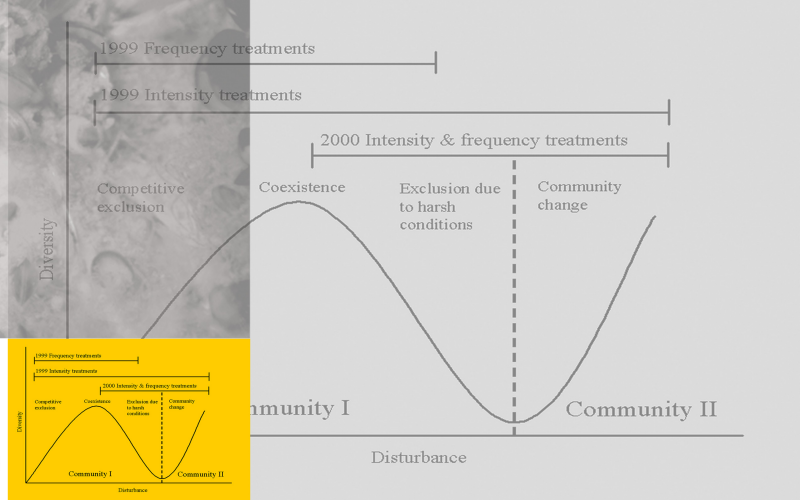 1999 Frequency treatments
1999 Intensity treatments
2000 Intensity & frequency treatments
Competitive
exclusion
Coexistence
Exclusion due
to harsh
conditions
Community
change
Diversity
nmunity I
Community II
Disturbance
1999 Frequency treatments
1999 Intensity treatments
2000 Intensity & frequency treatments
Competitive
exclusion
Coexistence
Exclusion due
to harsh
conditions
Community
change
Diversity
Community I
Community II
Disturbance